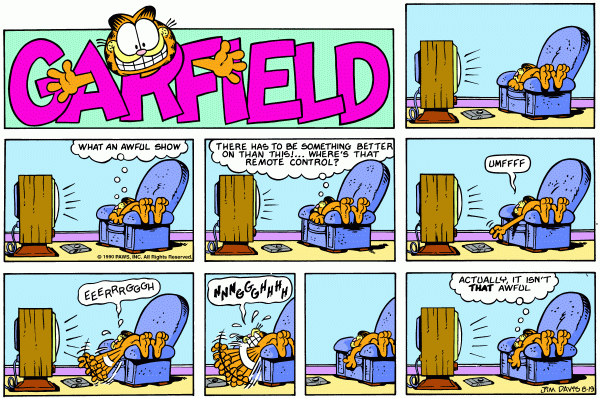 GARFIELD
WHAT AN AWFUL SHOW
© 1990 PAWS, INC. All Rights Reserved.
THERE HAS TO BE SOMETHING BETTER
ON THAN THIS!... WHERE'S THAT
REMOTE CONTROL?
UMFFFF
EEERRRGGGH
NNNGGGHHHH
ACTUALLY, IT ISN'T
THAT AWFUL
JIM DAVIS 8-19